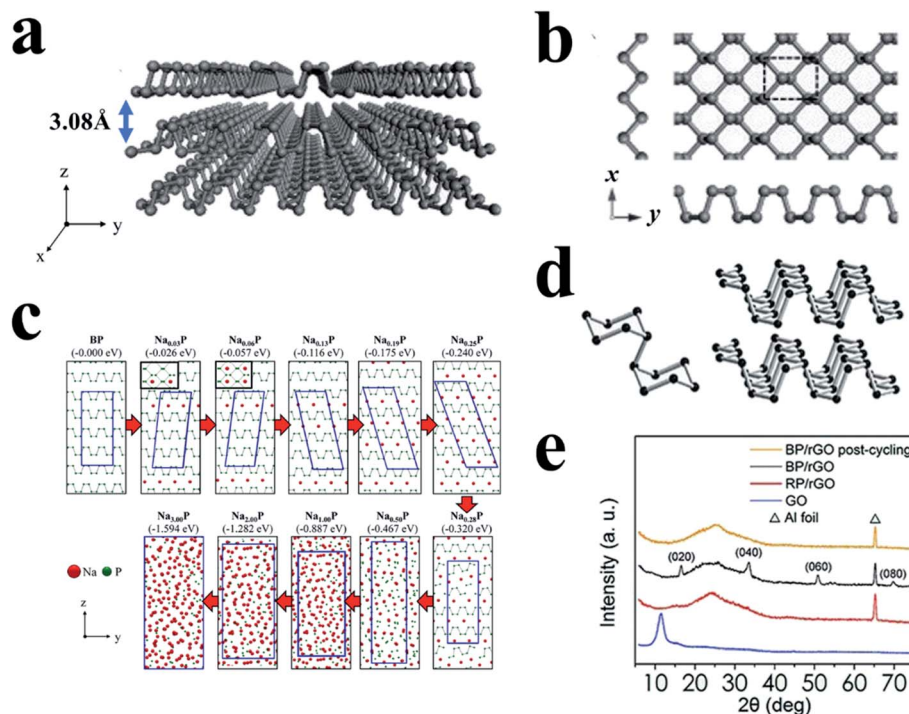 a
3.08Å
z
y
x
b
x
y
c
BP
(-0.000 eV)
Na0.03P
(-0.026 eV)
Na0.06P
(-0.057 eV)
Na0.13P
(-0.116 eV)
Na0.19P
(-0.175 eV)
Na0.25P
(-0.240 eV)
Na3.00P
(-1.594 eV)
Na2.00P
(-1.282 eV)
Na1.00P
(-0.887 eV)
Na0.50P
(-0.467 eV)
Na0.28P
(-0.320 eV)
Na P
z
y
d
e
BP/rGO post-cycling
BP/rGO
RP/rGO
GO
Al foil
(020)
(040)
(060)
(080)
Intensity (a. u.)
10 20 30 40 50 60 70
2θ (deg)